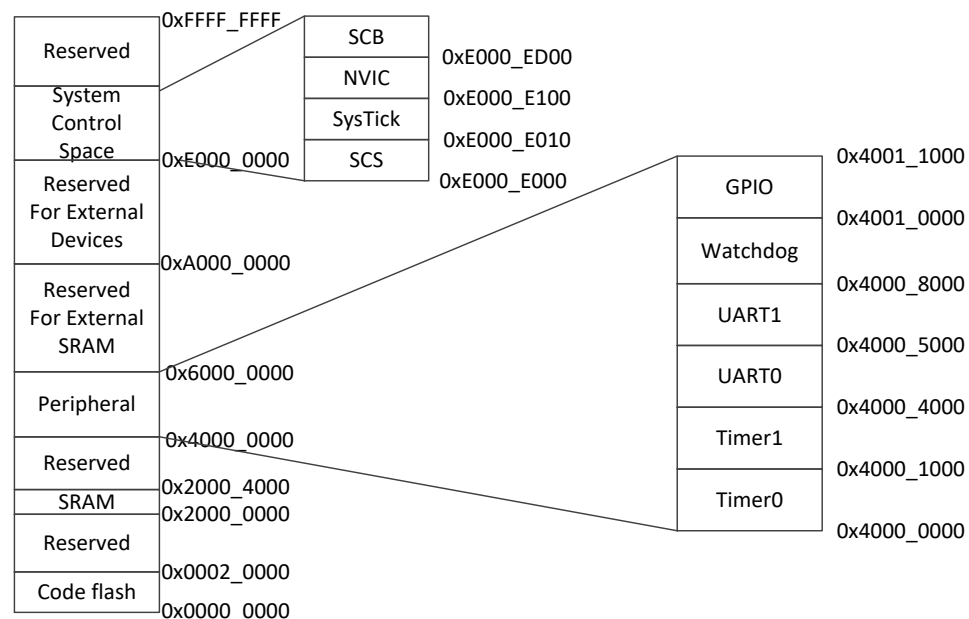 0xFFFF_FFFF
Reserved
System
Control
Space
0xE000_0000
Reserved
For External
Devices
0xA000_0000
Reserved
For External
SRAM
0x6000_0000
Peripheral
0x4000_0000
Reserved
0x2000_4000
SRAM
0x2000_0000
Reserved
0x0002_0000
Code flash
0x0000_0000
SCB
0xE000_ED00
NVIC
0xE000_E100
SysTick
0xE000_E010
SCS
0xE000_E000
0x4001_1000
GPIO
0x4001_0000
Watchdog
0x4000_8000
UART1
0x4000_5000
UART0
0x4000_4000
Timer1
0x4000_1000
Timer0
0x4000_0000